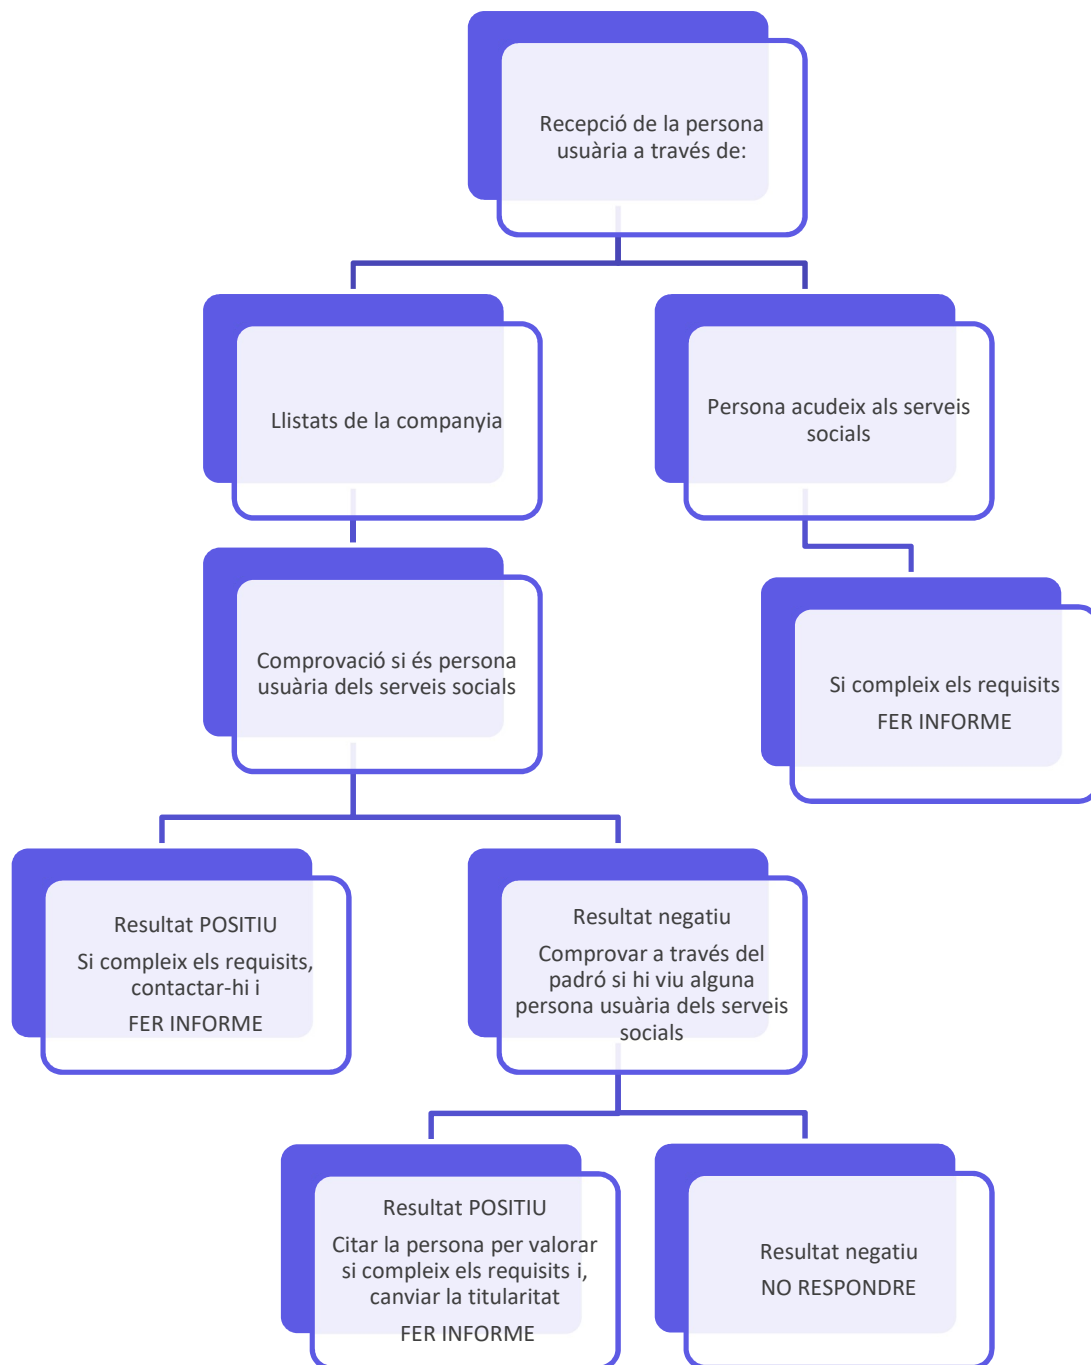 Recepció de la persona
usuària a través de:
Llistats de la companyia
Persona acudeix als serveis
socials
Comprovació si és persona
usuària dels serveis socials
Si compleix els requisits
FER INFORME
Resultat POSITIU
Si compleix els requisits,
contactar-hi i
FER INFORME
Resultat negatiu
Comprovar a través del
padró si hi viu alguna
persona usuària dels serveis
socials
Resultat POSITIU
Citar la persona per valorar
si compleix els requisits i,
canviar la titularitat
FER INFORME
Resultat negatiu
NO RESPONDRE